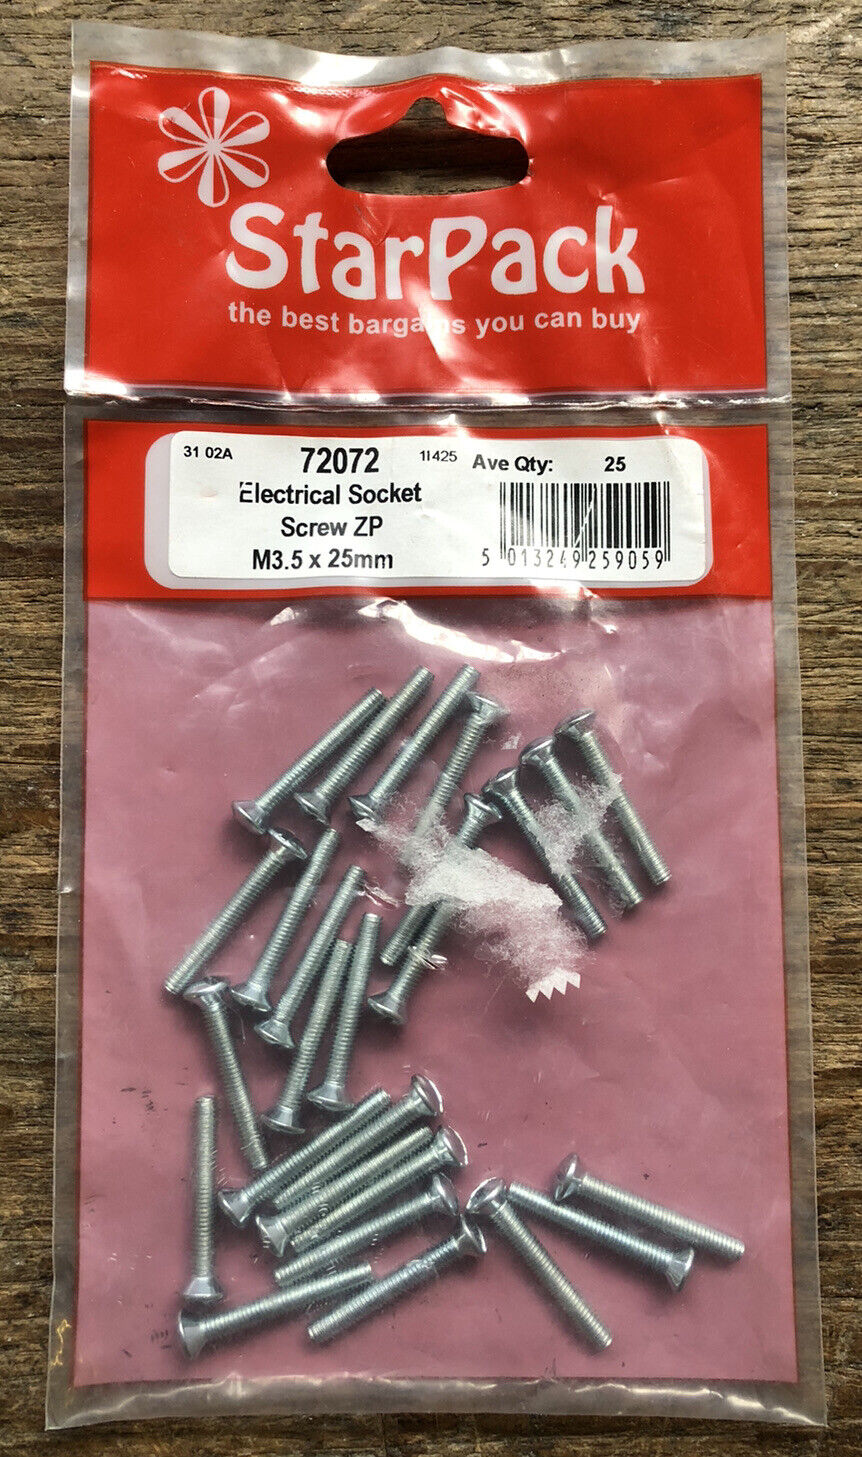 StarPack
the best bargains you can buy
31 02A 72072 1I425 Ave Qty: 25
Electrical Socket
Screw ZP
M3.5 x 25mm
5 013249 259059